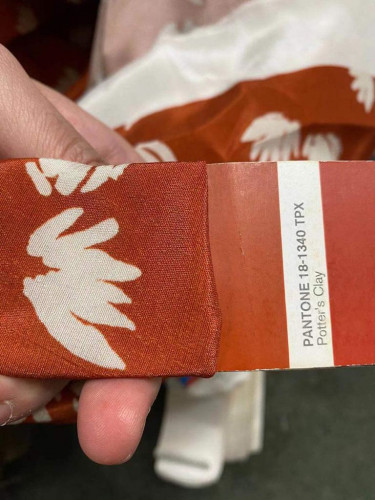 PANTONE 18-1340 TPX
Potter's Clay